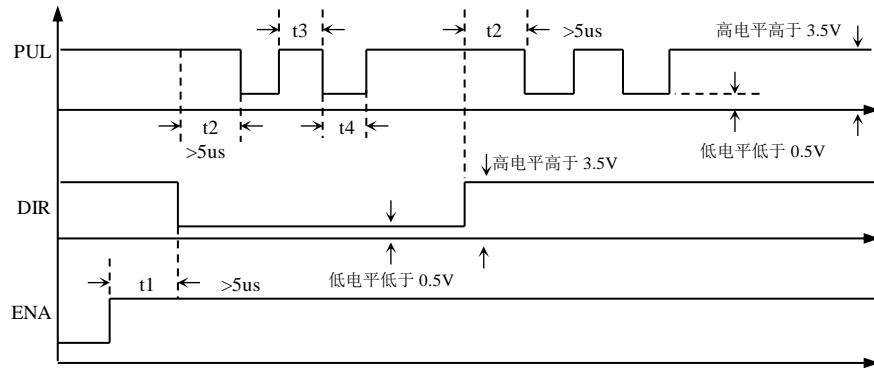 t3
t2
>5us
高电平高于 3.5V
PUL
t2
t4
>5us
低电平低于 0.5V
高电平高于 3.5V
DIR
t1
>5us
低电平低于 0.5V
ENA